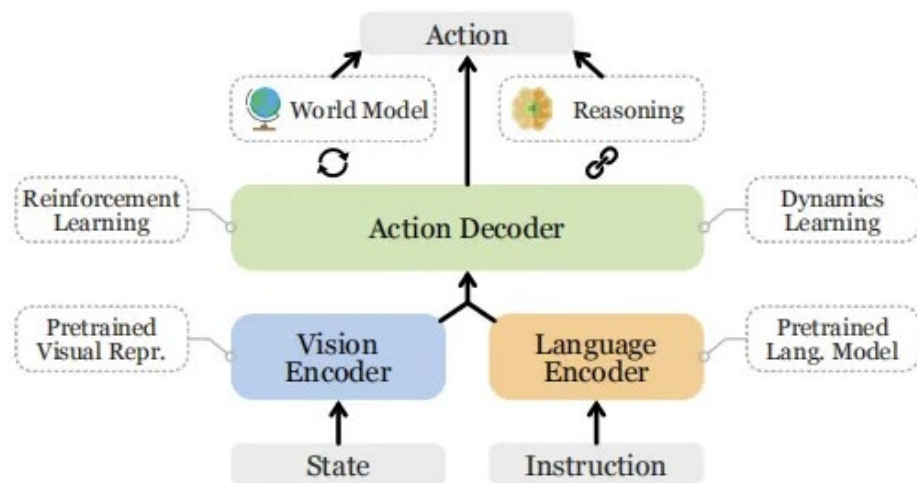 Action
World Model
Reasoning
Reinforcement
Learning
Action Decoder
Dynamics
Learning
Pretrained
Visual Repr.
Vision
Encoder
Language
Encoder
Pretrained
Lang. Model
State
Instruction